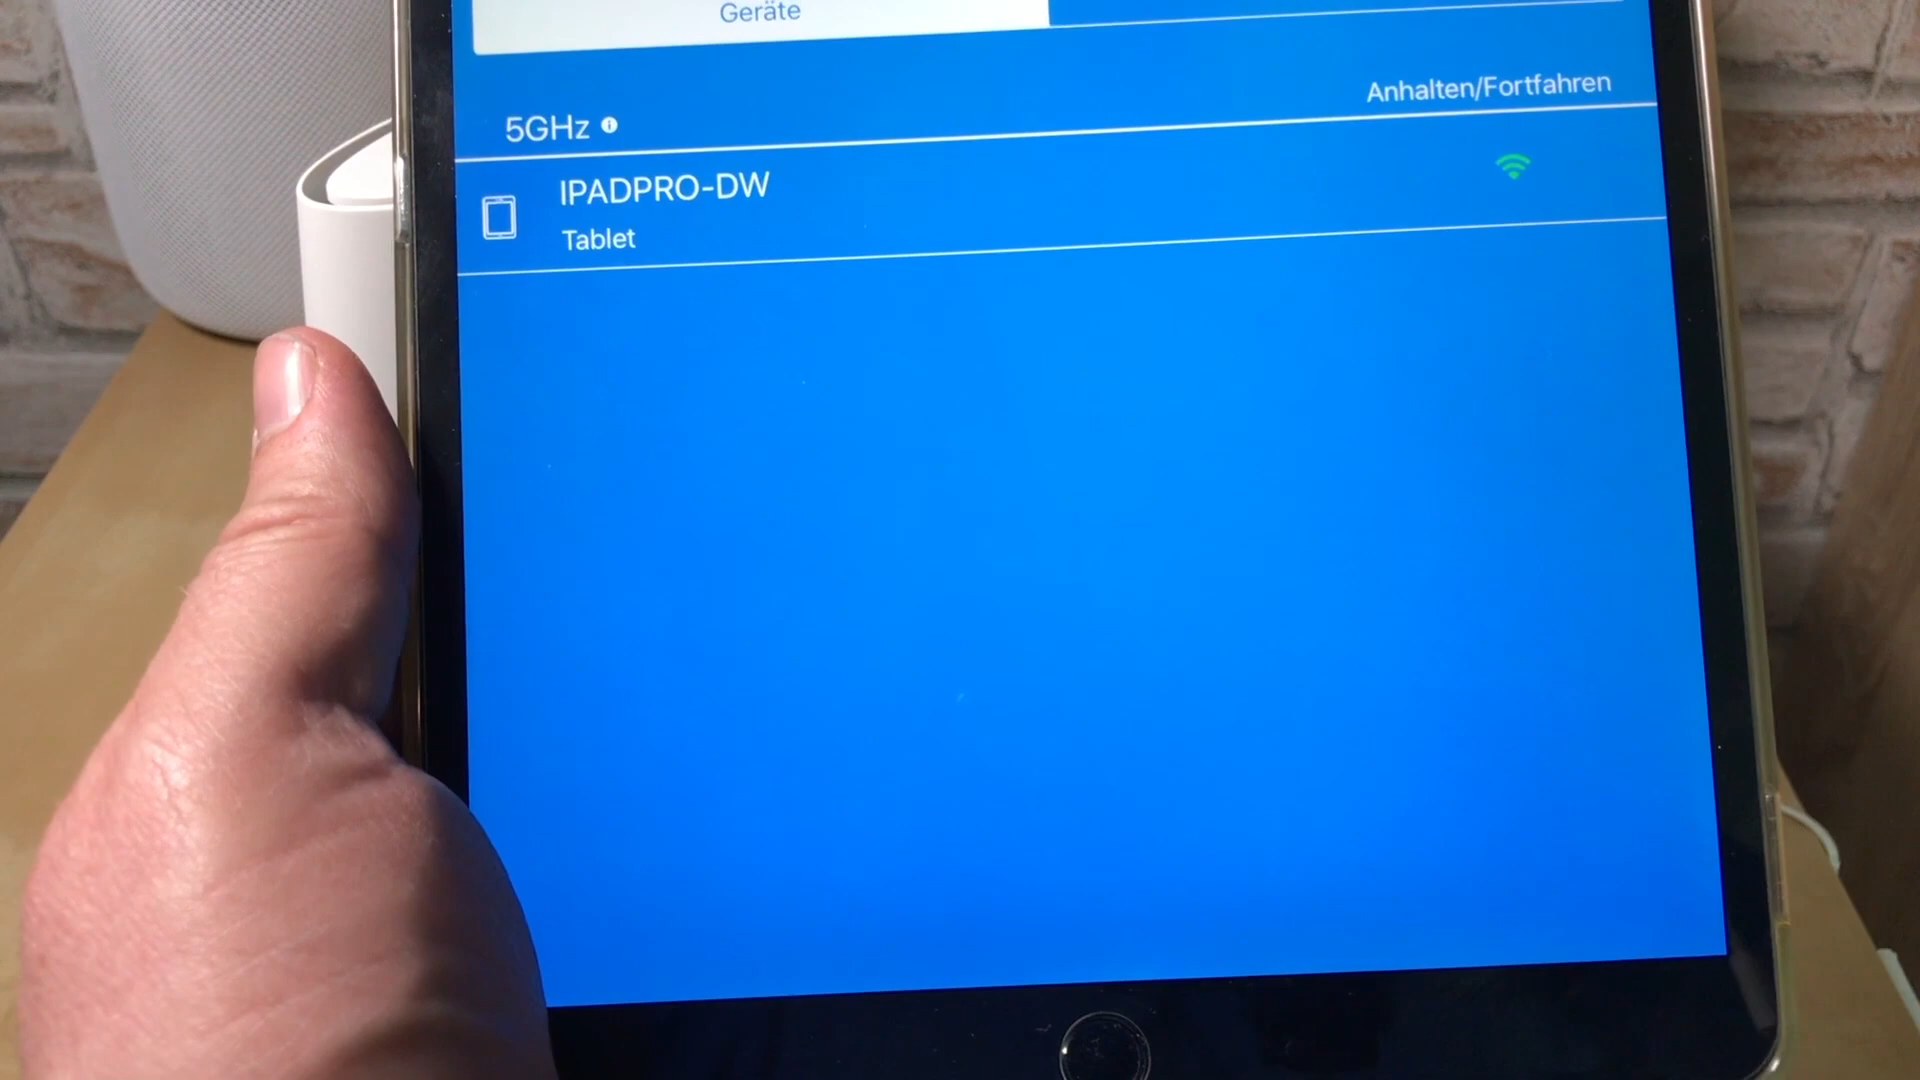 Geräte
Anhalten/Fortfahren
5GHz
IPADPRO-DW
Tablet